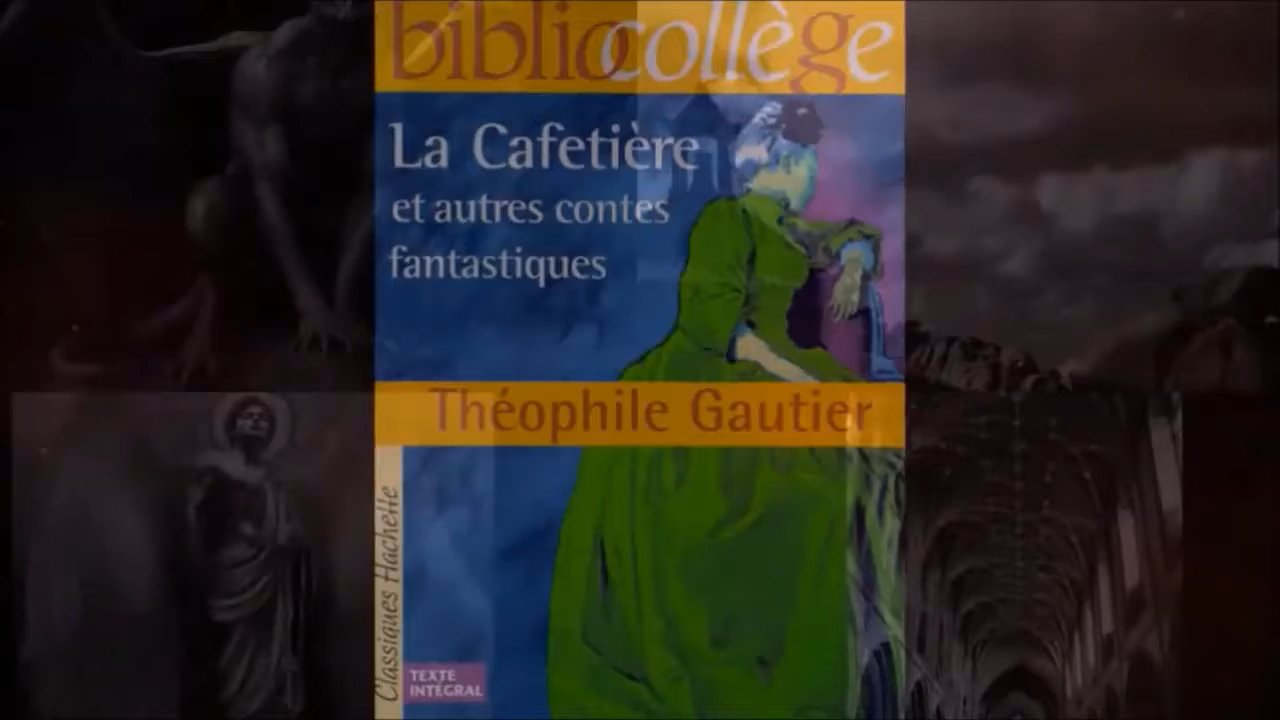 bibliocollège
La Cafetière
et autres contes
fantastiques
Théophile Gautier
Classiques Hachette
TEXTE
INTÉGRAL